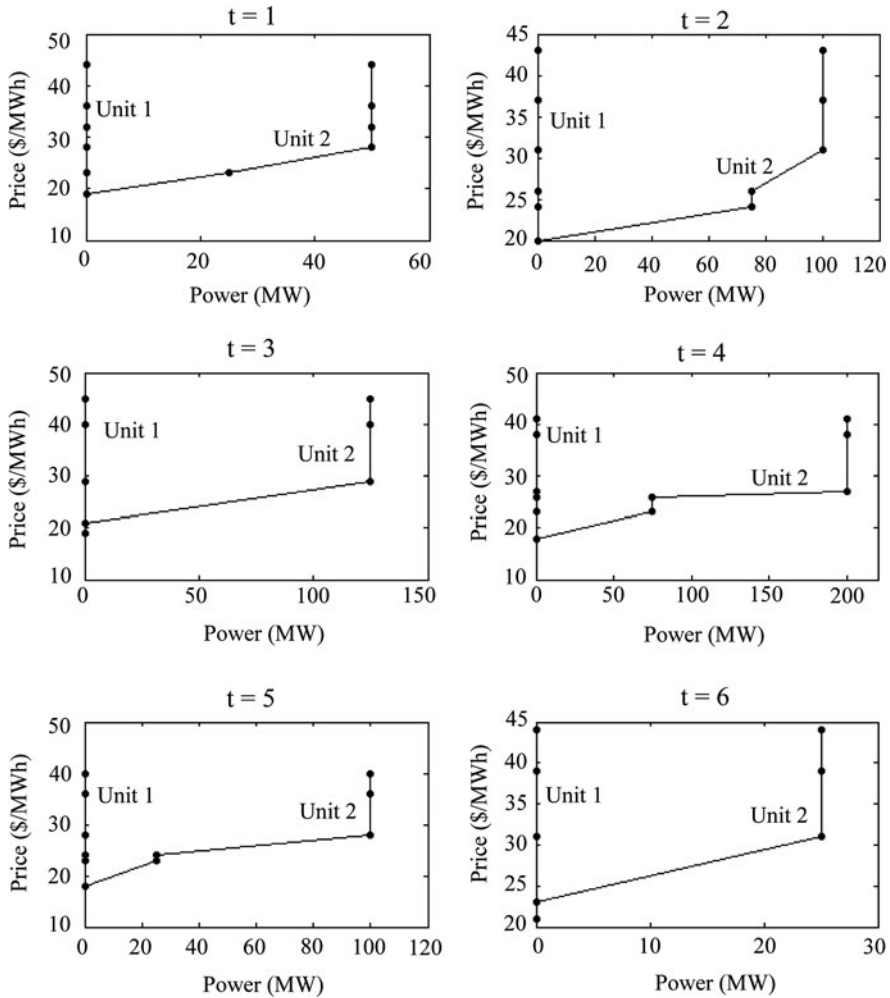 t = 1
50
40
30
20
10
Price ($/MWh)
Unit 1
Unit 2
0
20
40
60
Power (MW)
t = 2
45
40
35
30
25
20
Price ($/MWh)
Unit 1
Unit 2
0
20
40
60
80
100
120
Power (MW)
t = 3
50
40
30
20
10
Price ($/MWh)
Unit 1
Unit 2
0
50
100
150
Power (MW)
t = 4
50
40
30
20
10
Price ($/MWh)
Unit 1
Unit 2
0
50
100
150
200
Power (MW)
t = 5
50
40
30
20
10
Price ($/MWh)
Unit 1
Unit 2
0
20
40
60
80
100
120
Power (MW)
t = 6
45
40
35
30
25
20
Price ($/MWh)
Unit 1
Unit 2
0
10
20
30
Power (MW)